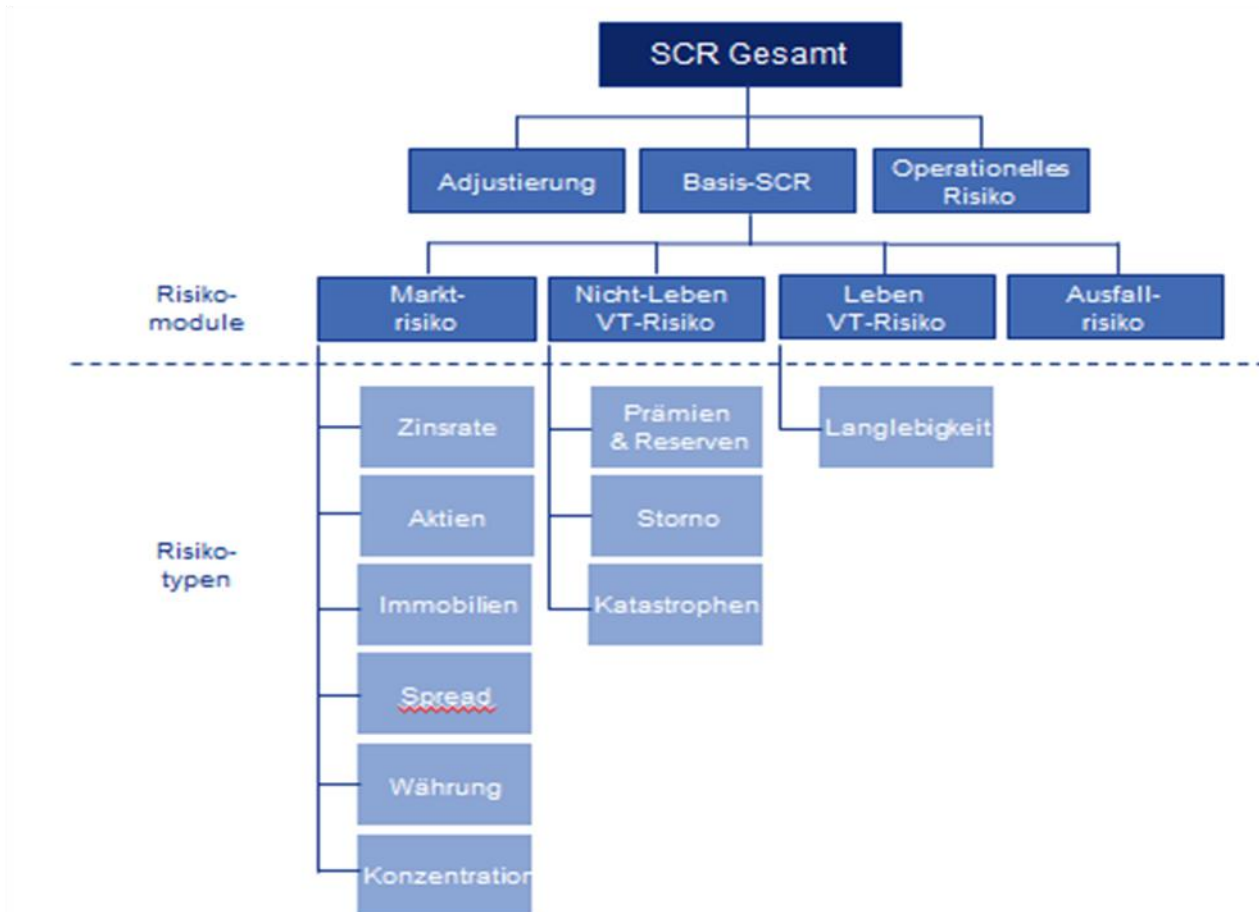 SCR Gesamt
Adjustierung
Basis-SCR
Operationelles
Risiko
Risiko-
module
Markt-
risiko
Nicht-Leben
VT-Risiko
Leben
VT-Risiko
Ausfall-
risiko
Risiko-
typen
Zinsrate
Aktien
Immobilien
Spread
Währung
Konzentration
Prämien
& Reserven
Storno
Katastrophen
Langlebigkeit